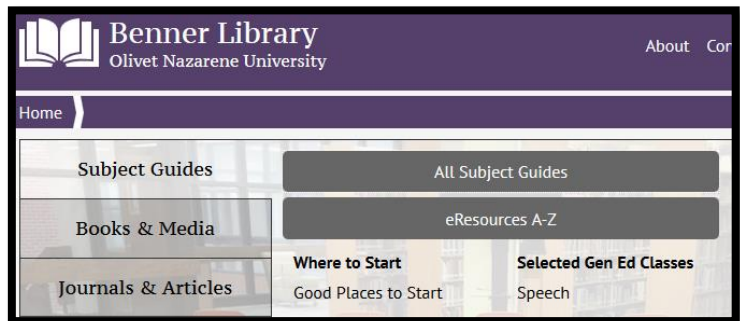 Benner Library
Olivet Nazarene University
About
Home
Subject Guides
All Subject Guides
Books & Media
eResources A-Z
Journals & Articles
Where to Start
Selected Gen Ed Classes
Good Places to Start
Speech